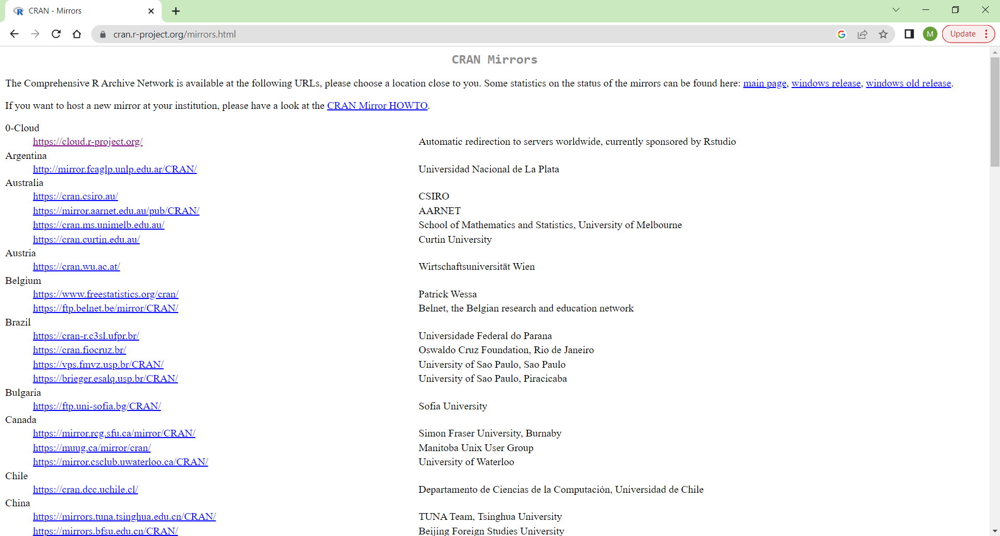 CRAN - Mirrors
cran.r-project.org/mirrors.html
M
Update
CRAN Mirrors
The Comprehensive R Archive Network is available at the following URLs, please choose a location close to you. Some statistics on the status of the mirrors can be found here: main page, windows release, windows old release.
If you want to host a new mirror at your institution, please have a look at the CRAN Mirror HOWTO.
0-Cloud
https://cloud.r-project.org/ Automatic redirection to servers worldwide, currently sponsored by Rstudio
Argentina
http://mirror.fcaglp.unlp.edu.ar/CRAN/ Universidad Nacional de La Plata
Australia
https://cran.csiro.au/ CSIRO
https://mirror.aarnet.edu.au/pub/CRAN/ AARNET
https://cran.ms.unimelb.edu.au/ School of Mathematics and Statistics, University of Melbourne
https://cran.curtin.edu.au/ Curtin University
Austria
https://cran.wu.ac.at/ Wirtschaftsuniversität Wien
Belgium
https://www.freestatistics.org/cran/ Patrick Wessa
https://ftp.belnet.be/mirror/CRAN/ Belnet, the Belgian research and education network
Brazil
https://cran-r.c3sl.ufpr.br/ Universidade Federal do Parana
https://cran.fiocruz.br/ Oswaldo Cruz Foundation, Rio de Janeiro
https://vps.fmvz.usp.br/CRAN/ University of Sao Paulo, Sao Paulo
https://brieger.esalq.usp.br/CRAN/ University of Sao Paulo, Piracicaba
Bulgaria
https://ftp.uni-sofia.bg/CRAN/ Sofia University
Canada
https://mirror.rcg.sfu.ca/mirror/CRAN/ Simon Fraser University, Burnaby
https://muug.ca/mirror/cran/ Manitoba Unix User Group
https://mirror.csclub.uwaterloo.ca/CRAN/ University of Waterloo
Chile
https://cran.dcc.uchile.cl/ Departamento de Ciencias de la Computación, Universidad de Chile
China
https://mirrors.tuna.tsinghua.edu.cn/CRAN/ TUNA Team, Tsinghua University
https://mirrors.bfsu.edu.cn/CRAN/ Beijing Foreign Studies University